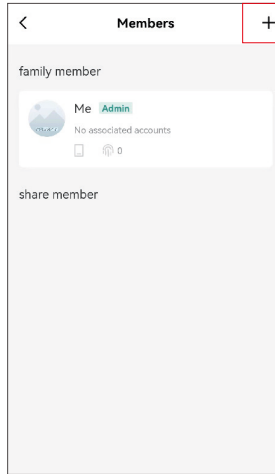 Members
family member
Me Admin
No associated accounts
0
share member